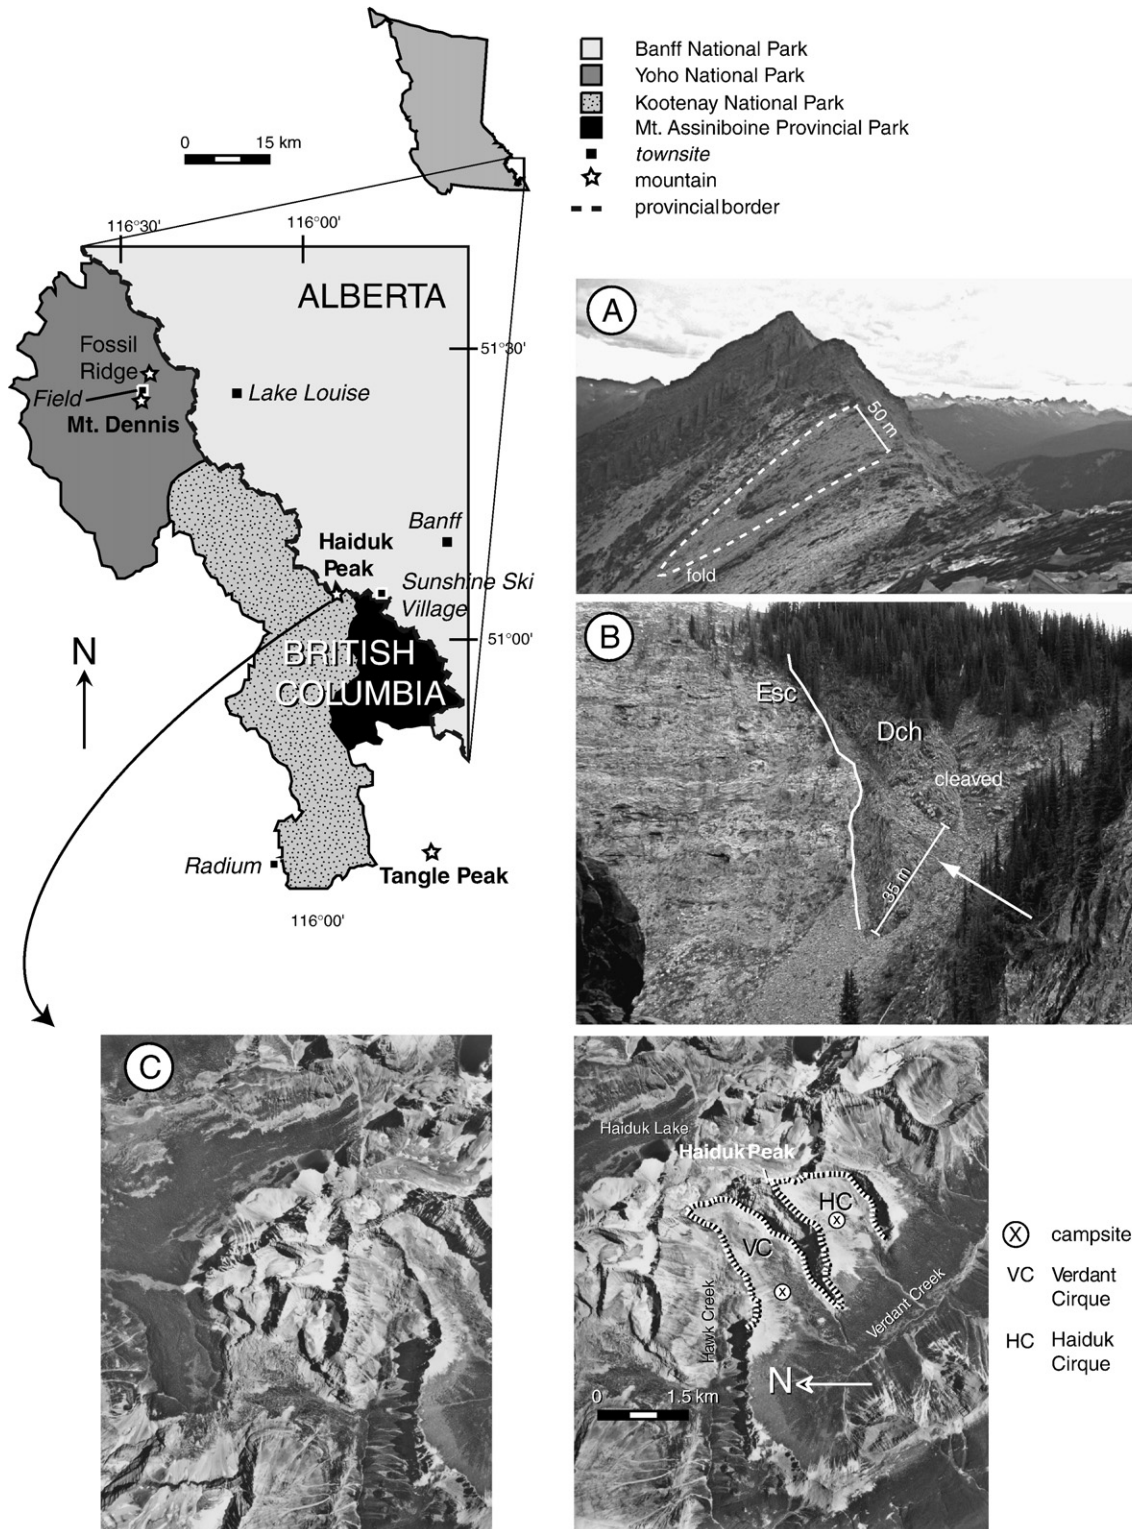 Banff National Park
Yoho National Park
Kootenay National Park
Mt. Assiniboine Provincial Park
townsite
mountain
provincial border
0 15 km
116°30'
116°00'
ALBERTA
51°30'
Fossil
Ridge
Field
Mt. Dennis
Lake Louise
Banff
Haiduk
Peak
Sunshine Ski
Village
51°00'
N
BRITISH
COLUMBIA
Radium
Tangle Peak
116°00'
A
50 m
fold
B
Esc
Dch
cleaved
35 m
C
Haiduk Lake
Haiduk Peak
HC
X
VC
X
Hawk Creek
Verdant Creek
N
0 1.5 km
X campsite
VC Verdant
Cirque
HC Haiduk
Cirque